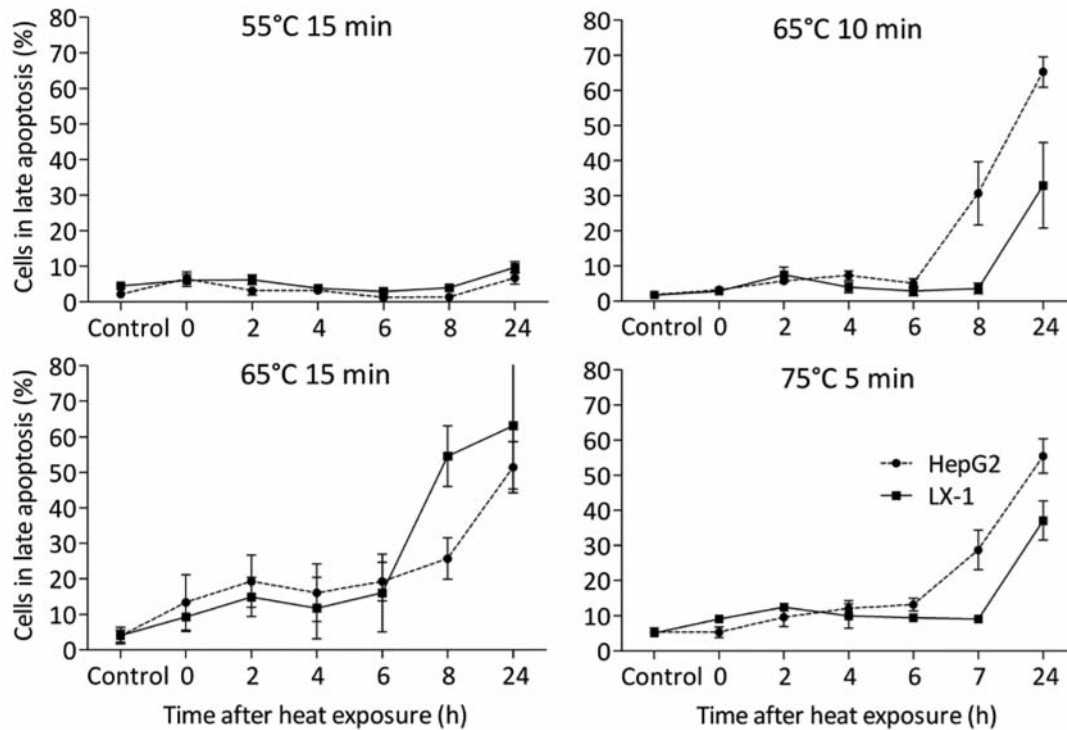 55°C 15 min
Cells in late apoptosis (%)
80
70
60
50
40
30
20
10
0
Control 0 2 4 6 8 24
65°C 10 min
80
70
60
50
40
30
20
10
0
Control 0 2 4 6 8 24
65°C 15 min
Cells in late apoptosis (%)
80
70
60
50
40
30
20
10
0
Control 0 2 4 6 8 24
Time after heat exposure (h)
75°C 5 min
80
70
60
50
40
30
20
10
0
HepG2
LX-1
Control 0 2 4 6 7 24
Time after heat exposure (h)